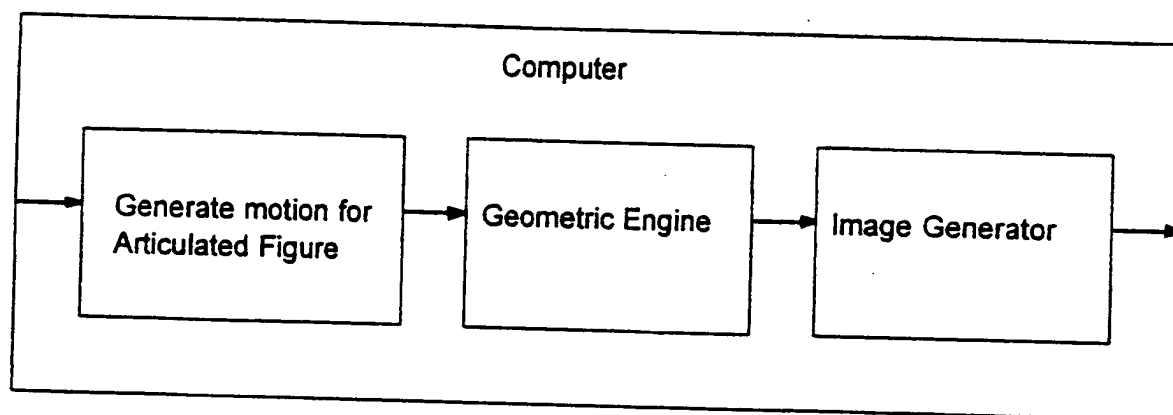 Computer
Generate motion for
Articulated Figure
Geometric Engine
Image Generator